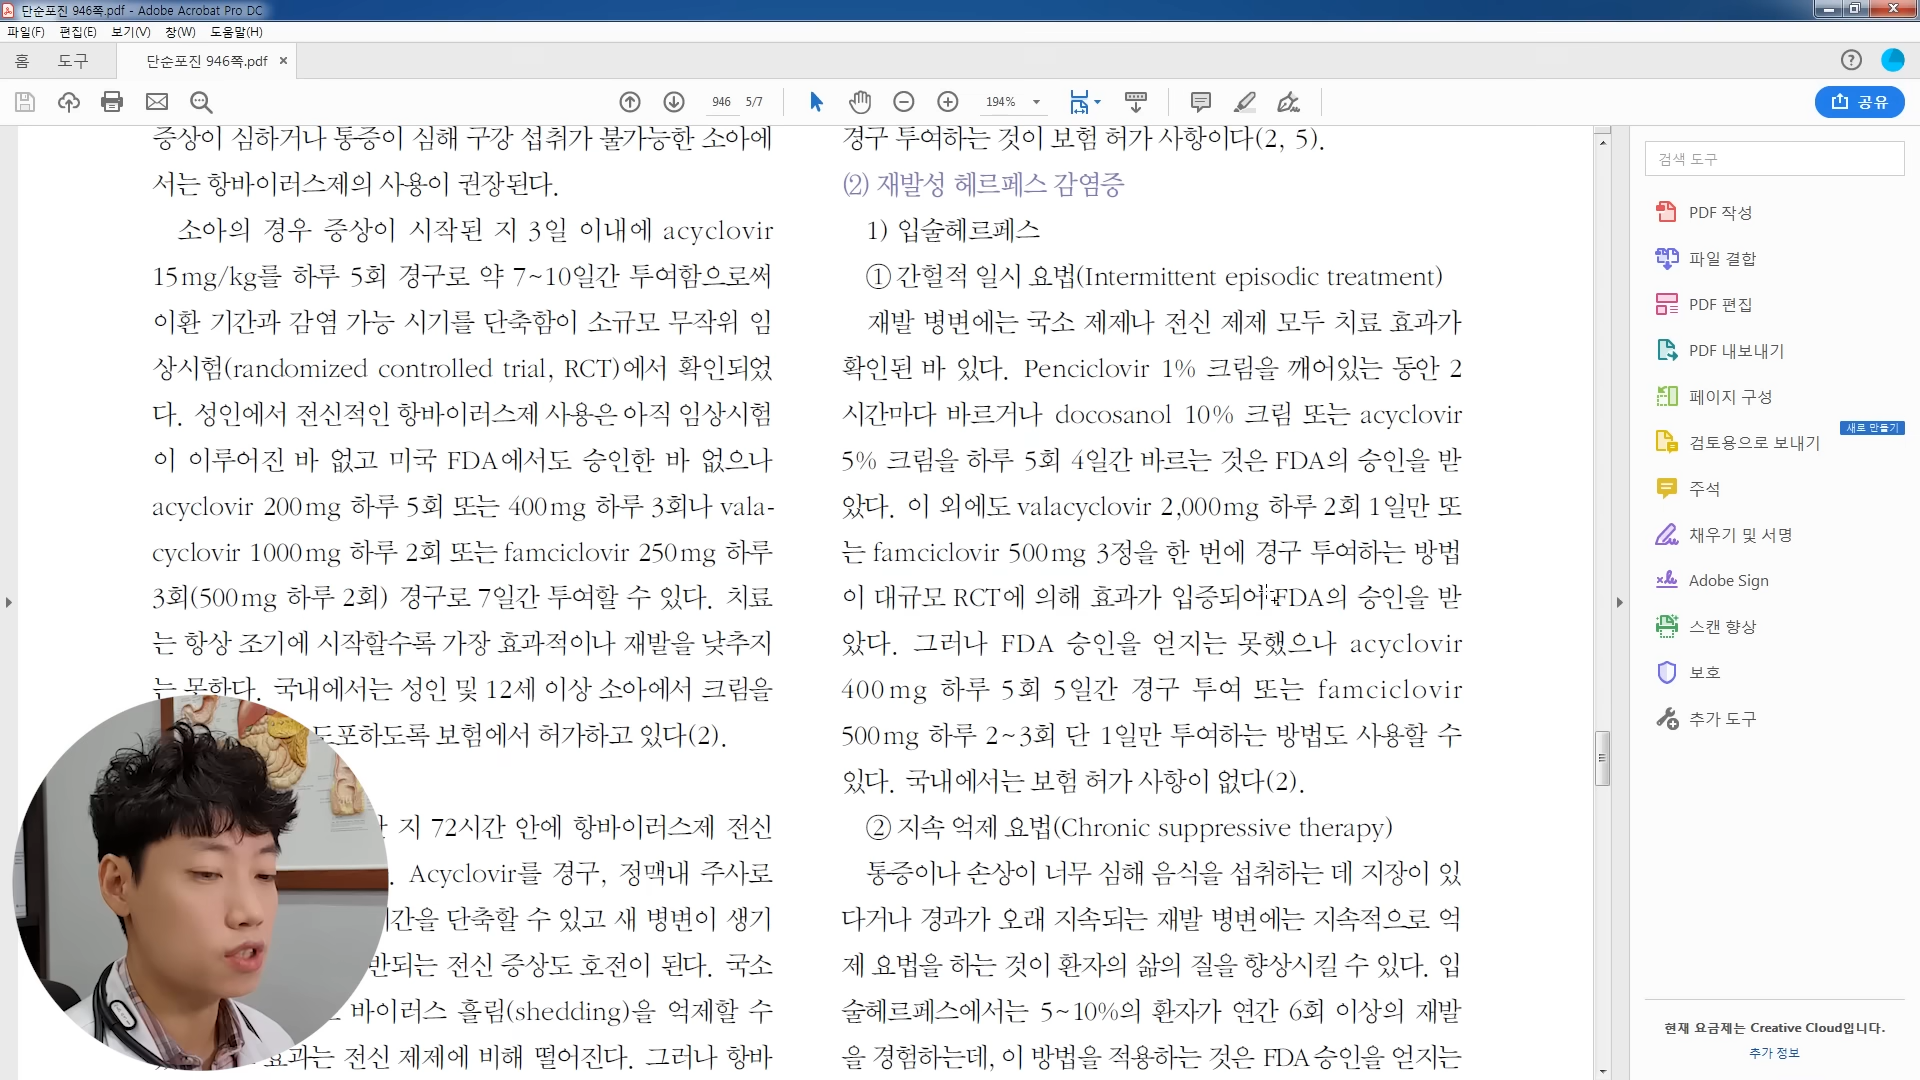 단순포진 946쪽.pdf - Adobe Acrobat Pro DC
파일(F) 편집(E) 보기(V) 창(W) 도움말(H)
홈 도구 단순포진 946쪽.pdf
946 5/7 194% 공유
증상이 심하거나 통증이 심해 구강 섭취가 불가능한 소아에
서는 항바이러스제의 사용이 권장된다.
소아의 경우 증상이 시작된 지 3일 이내에 acyclovir
15mg/kg를 하루 5회 경구로 약 7~10일간 투여함으로써
이환 기간과 감염 가능 시기를 단축함이 소규모 무작위 임
상시험(randomized controlled trial, RCT)에서 확인되었
다. 성인에서 전신적인 항바이러스제 사용은 아직 임상시험
이 이루어진 바 없고 미국 FDA에서도 승인한 바 없으나
acyclovir 200mg 하루 5회 또는 400mg 하루 3회나 vala-
cyclovir 1000mg 하루 2회 또는 famciclovir 250mg 하루
3회(500mg 하루 2회) 경구로 7일간 투여할 수 있다. 치료
는 항상 조기에 시작할수록 가장 효과적이나 재발을 낮추지
는 못하다. 국내에서는 성인 및 12세 이상 소아에서 크림을
도포하도록 보험에서 허가하고 있다(2).
지 72시간 안에 항바이러스제 전신
. Acyclovir를 경구, 정맥내 주사로
간을 단축할 수 있고 새 병변이 생기
반되는 전신 증상도 호전이 된다. 국소
바이러스 흘림(shedding)을 억제할 수
효과는 전신 제제에 비해 떨어진다. 그러나 항바
경구 투여하는 것이 보험 허가 사항이다(2, 5).
(2) 재발성 헤르페스 감염증
1) 입술헤르페스
① 간헐적 일시 요법(Intermittent episodic treatment)
재발 병변에는 국소 제제나 전신 제제 모두 치료 효과가
확인된 바 있다. Penciclovir 1% 크림을 깨어있는 동안 2
시간마다 바르거나 docosanol 10% 크림 또는 acyclovir
5% 크림을 하루 5회 4일간 바르는 것은 FDA의 승인을 받
았다. 이 외에도 valacyclovir 2,000mg 하루 2회 1일만 또
는 famciclovir 500mg 3정을 한 번에 경구 투여하는 방법
이 대규모 RCT에 의해 효과가 입증되어 FDA의 승인을 받
았다. 그러나 FDA 승인을 얻지는 못했으나 acyclovir
400mg 하루 5회 5일간 경구 투여 또는 famciclovir
500mg 하루 2~3회 단 1일만 투여하는 방법도 사용할 수
있다. 국내에서는 보험 허가 사항이 없다(2).
② 지속 억제 요법(Chronic suppressive therapy)
통증이나 손상이 너무 심해 음식을 섭취하는 데 지장이 있
다거나 경과가 오래 지속되는 재발 병변에는 지속적으로 억
제 요법을 하는 것이 환자의 삶의 질을 향상시킬 수 있다. 입
술헤르페스에서는 5~10%의 환자가 연간 6회 이상의 재발
을 경험하는데, 이 방법을 적용하는 것은 FDA 승인을 얻지는
검색 도구
PDF 작성
파일 결합
PDF 편집
PDF 내보내기
페이지 구성
새로 만들기
검토용으로 보내기
주석
채우기 및 서명
Adobe Sign
스캔 향상
보호
추가 도구
현재 요금제는 Creative Cloud입니다.
추가 정보